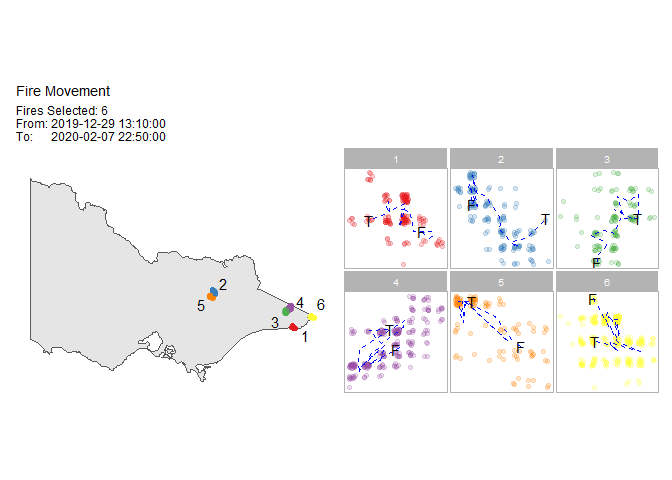 Fire Movement
Fires Selected: 6
From: 2019-12-29 13:10:00
To: 2020-02-07 22:50:00
2
5
4
6
3
1
1
2
3
T
F
F
T
T
F
4
5
6
T
F
T
F
F
T